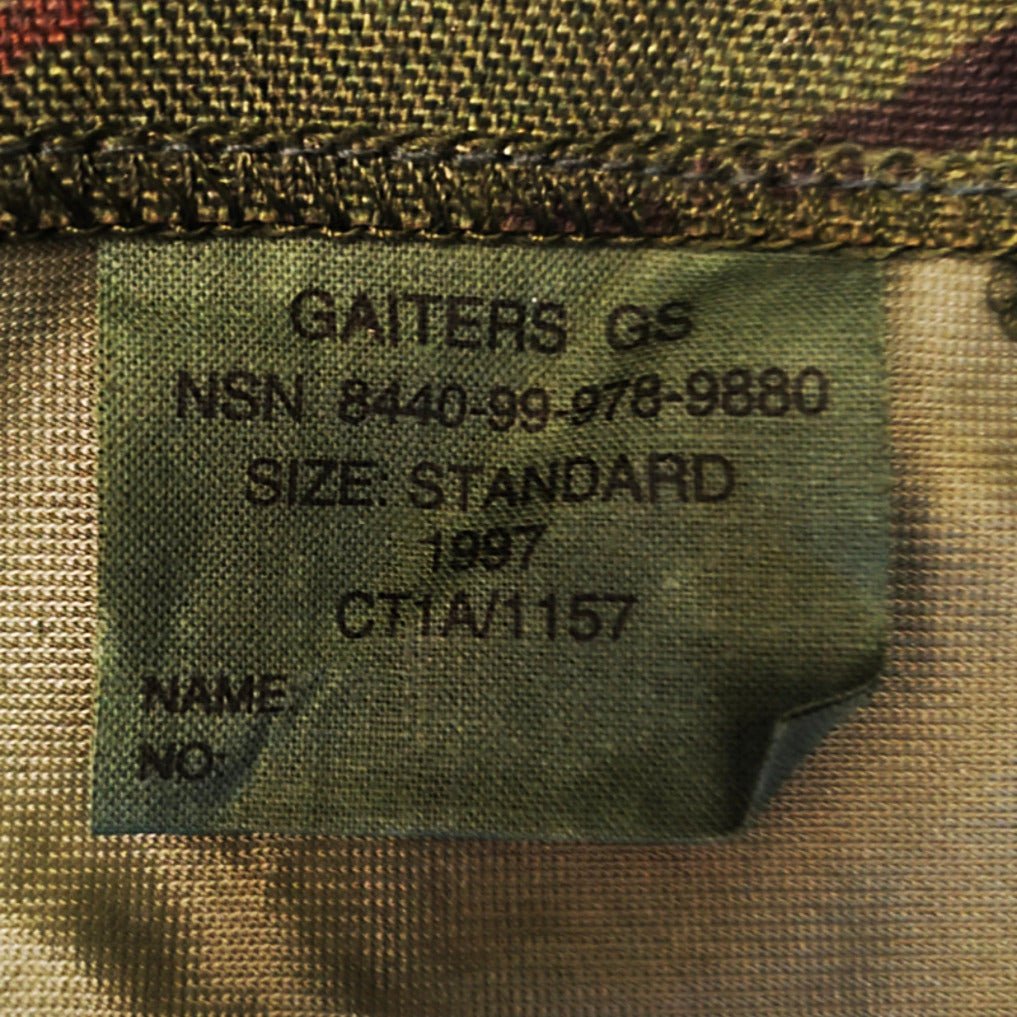 GAITERS GS
NSN 8440-99-978-9880
SIZE: STANDARD
1997
CT1A/1157
NAME
NO.